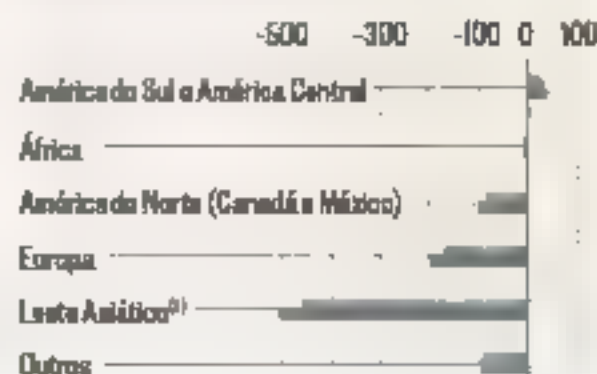 -500 -300 -100 0 100
América do Sul e América Central
África
América do Norte (Canadá e México)
Europa
Leste Asiático
Outros